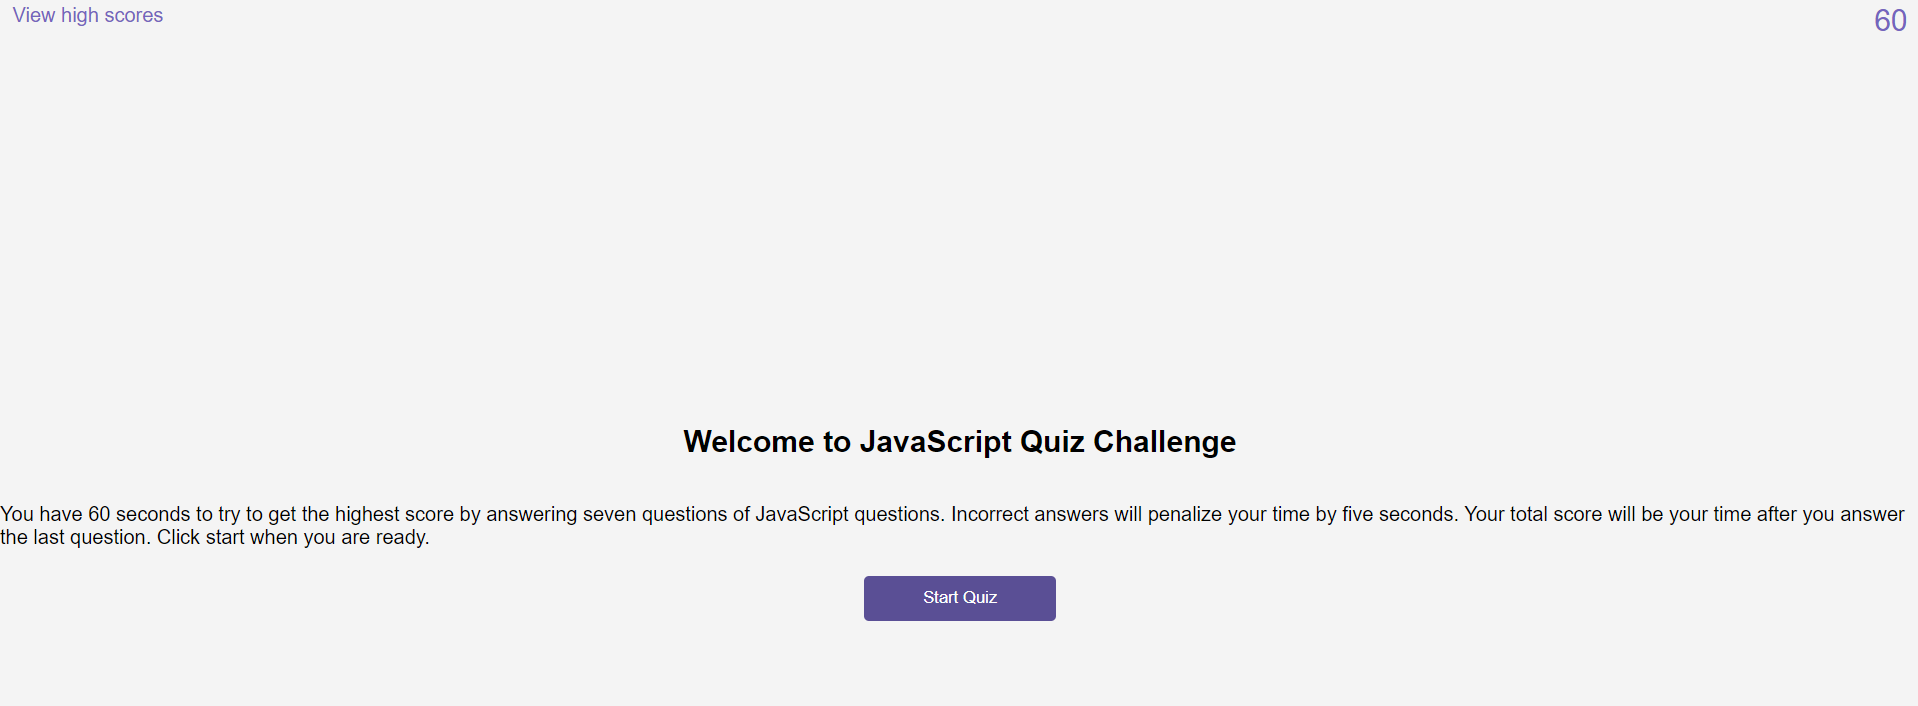 View high scores
60
Welcome to JavaScript Quiz Challenge
You have 60 seconds to try to get the highest score by answering seven questions of JavaScript questions. Incorrect answers will penalize your time by five seconds. Your total score will be your time after you answer
the last question. Click start when you are ready.
Start Quiz